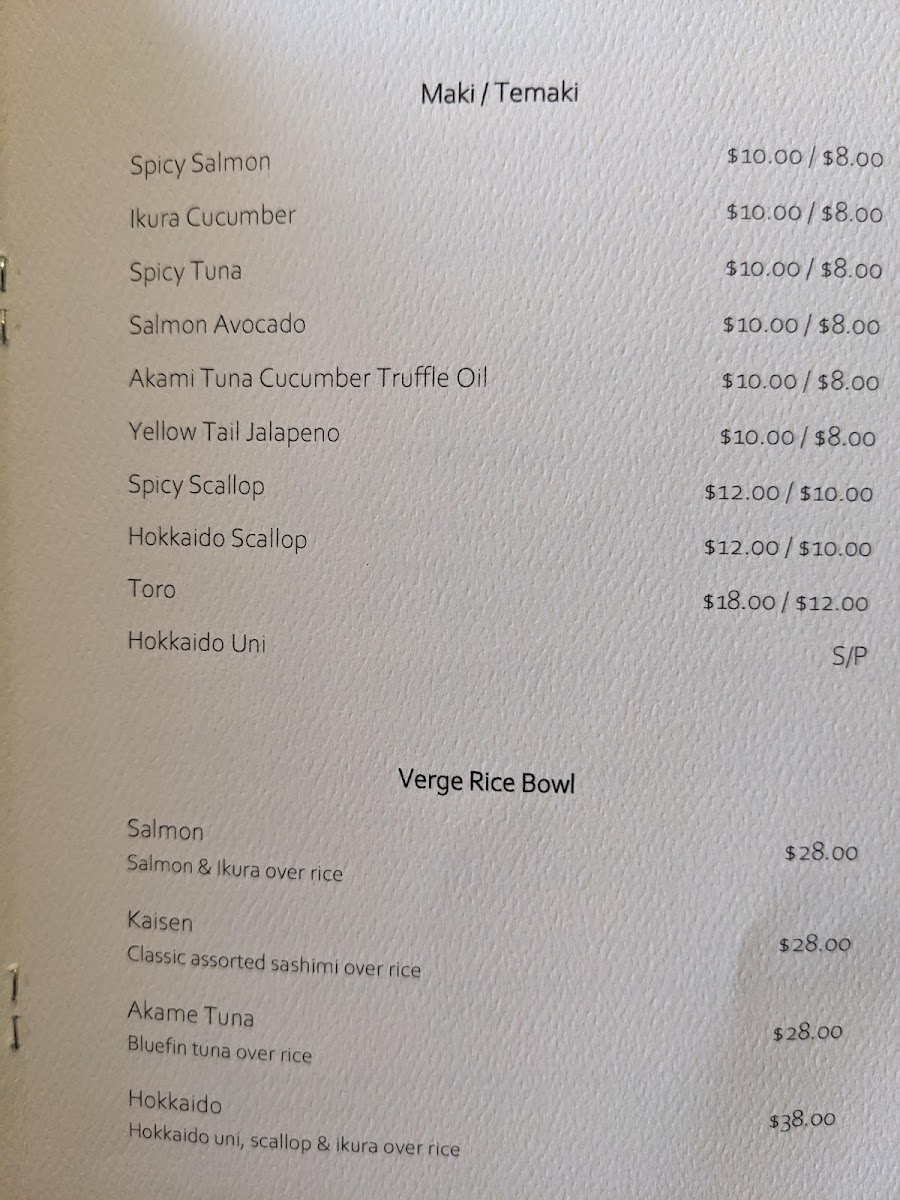 Maki / Temaki
Spicy Salmon $10.00 / $8.00
Ikura Cucumber $10.00 / $8.00
Spicy Tuna $10.00 / $8.00
Salmon Avocado $10.00 / $8.00
Akami Tuna Cucumber Truffle Oil $10.00 / $8.00
Yellow Tail Jalapeno $10.00 / $8.00
Spicy Scallop $12.00 / $10.00
Hokkaido Scallop $12.00 / $10.00
Toro $18.00 / $12.00
Hokkaido Uni S/P
Verge Rice Bowl
Salmon $28.00
Salmon & Ikura over rice
Kaisen $28.00
Classic assorted sashimi over rice
Akame Tuna $28.00
Bluefin tuna over rice
Hokkaido $38.00
Hokkaido uni, scallop & ikura over rice